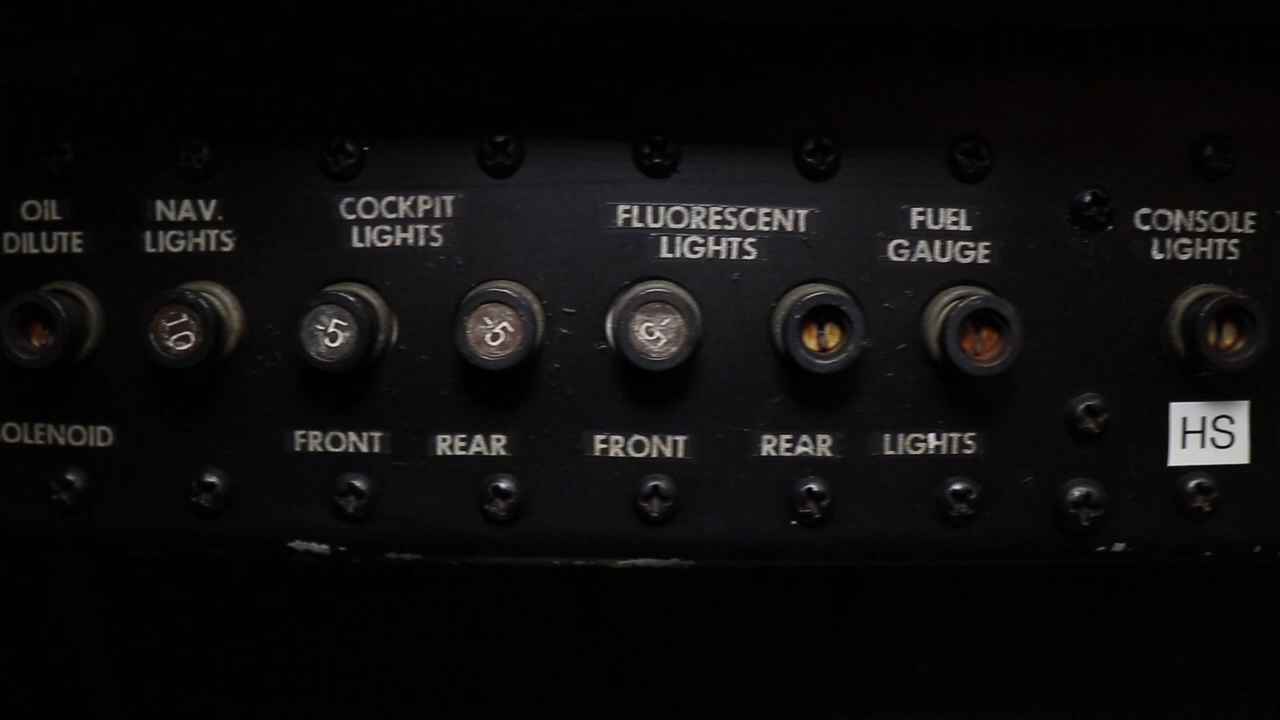 OIL
DILUTE
NAV.
LIGHTS
COCKPIT
LIGHTS
FLUORESCENT
LIGHTS
FUEL
GAUGE
CONSOLE
LIGHTS
10
5
5
5
OLENOID
FRONT
REAR
FRONT
REAR
LIGHTS
HS